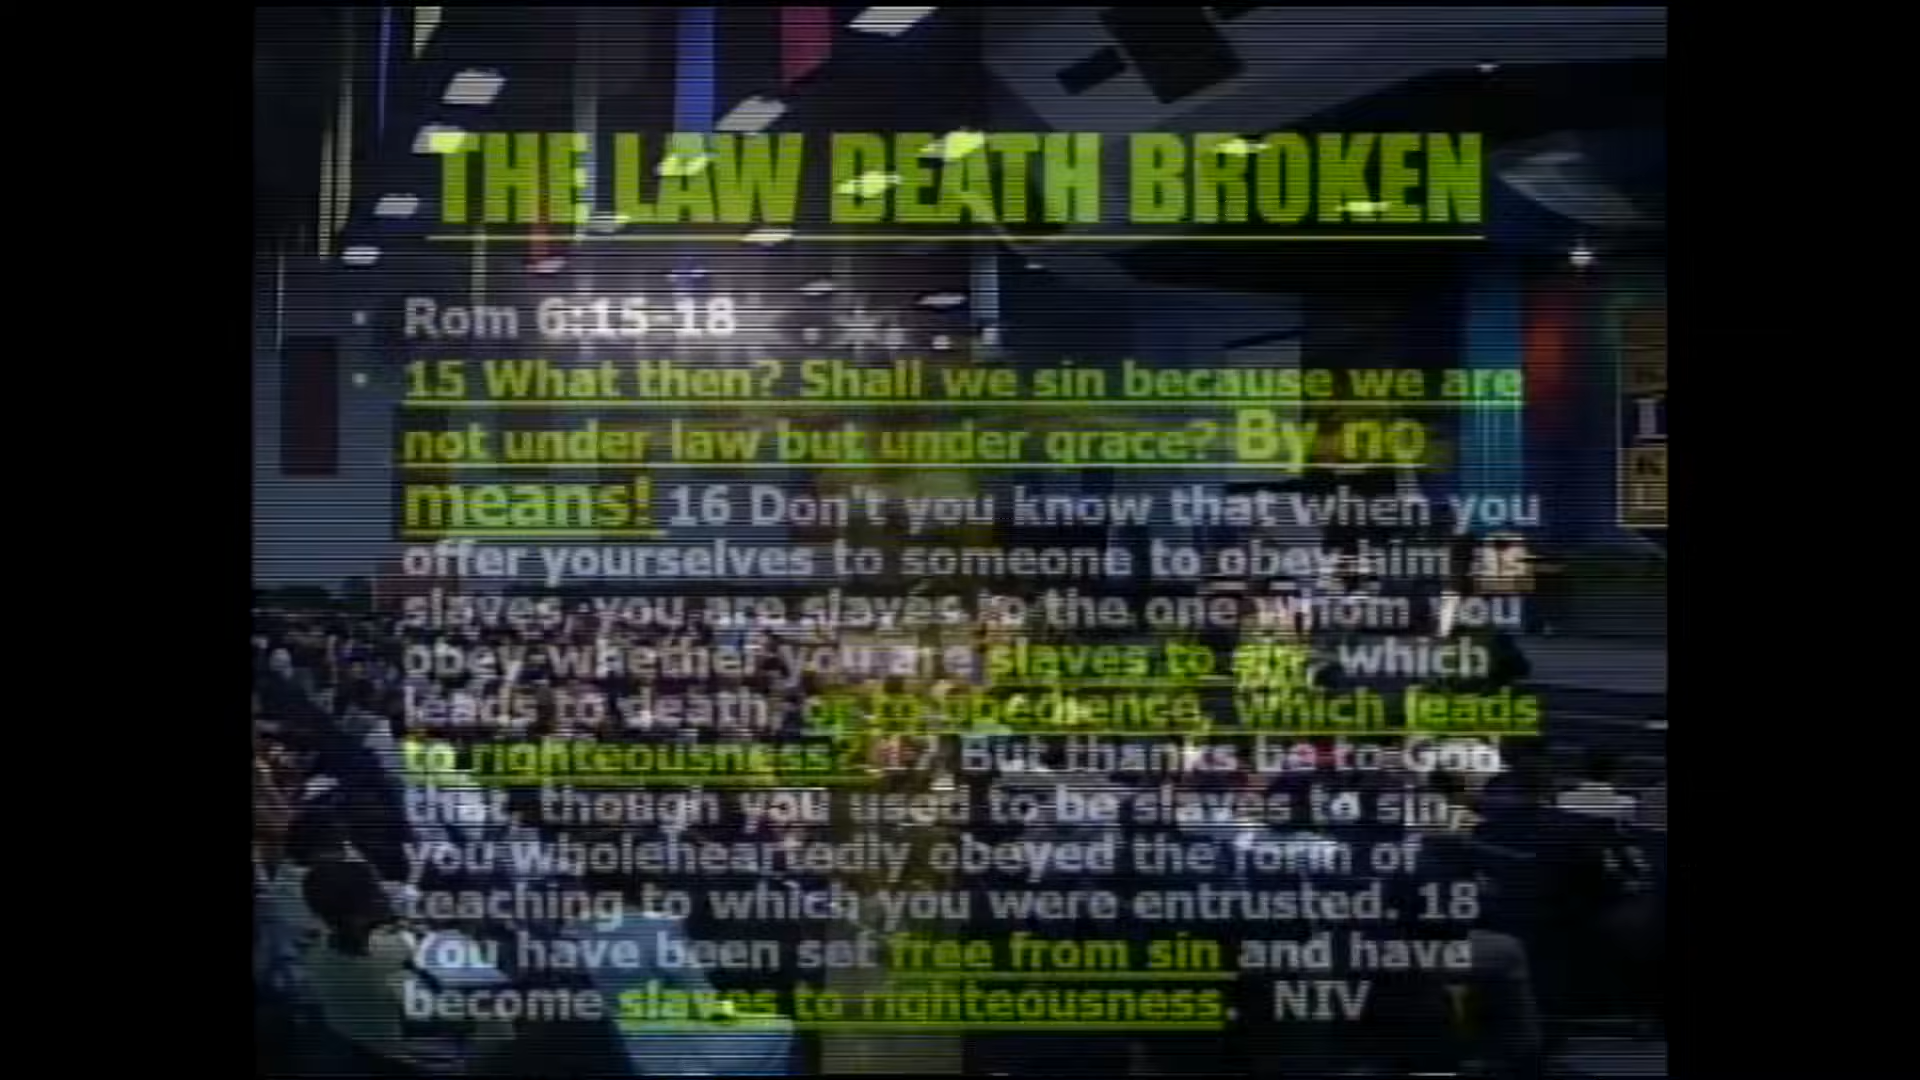 THE LAW DEATH BROKEN
• Rom 6:15-18
• 15 What then? Shall we sin because we are
not under law but under grace? By no
means! 16 Don't you know that when you
offer yourselves to someone to obey him as
slaves, you are slaves to the one whom you
obey-whether you are slaves to sin, which
leads to death, or to obedience, which leads
to righteousness? 17 But thanks be to God
that, though you used to be slaves to sin,
you wholeheartedly obeyed the form of
teaching to which you were entrusted. 18
You have been set free from sin and have
become slaves to righteousness. NIV